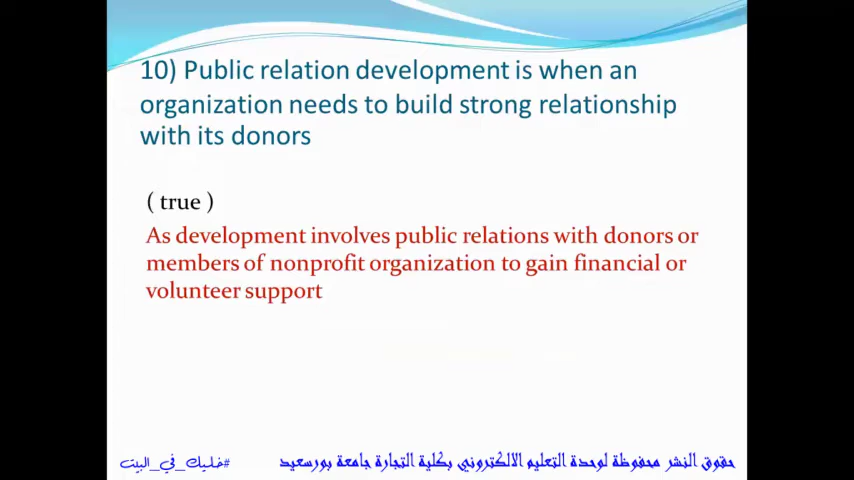 10) Public relation development is when an
organization needs to build strong relationship
with its donors
( true )
As development involves public relations with donors or
members of nonprofit organization to gain financial or
volunteer support
حقوق النشر محفوظة لوحدة التعليم الالكتروني بكلية التجارة جامعة بورسعيد
#خليك_في_البيت